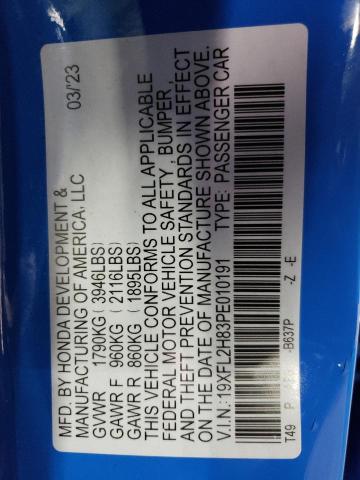 MFD. BY HONDA DEVELOPMENT & 03/23
MANUFACTURING OF AMERICA, LLC
GVWR 1790KG (3946LBS)
GAWR F 960KG (2116LBS)
GAWR R 860KG (1895LBS)
THIS VEHICLE CONFORMS TO ALL APPLICABLE
FEDERAL MOTOR VEHICLE SAFETY, BUMPER,
AND THEFT PREVENTION STANDARDS IN EFFECT
ON THE DATE OF MANUFACTURE SHOWN ABOVE.
V.I.N.:19XFL2H83PE010191 TYPE: PASSENGER CAR
T49 P -B637P -Z -E